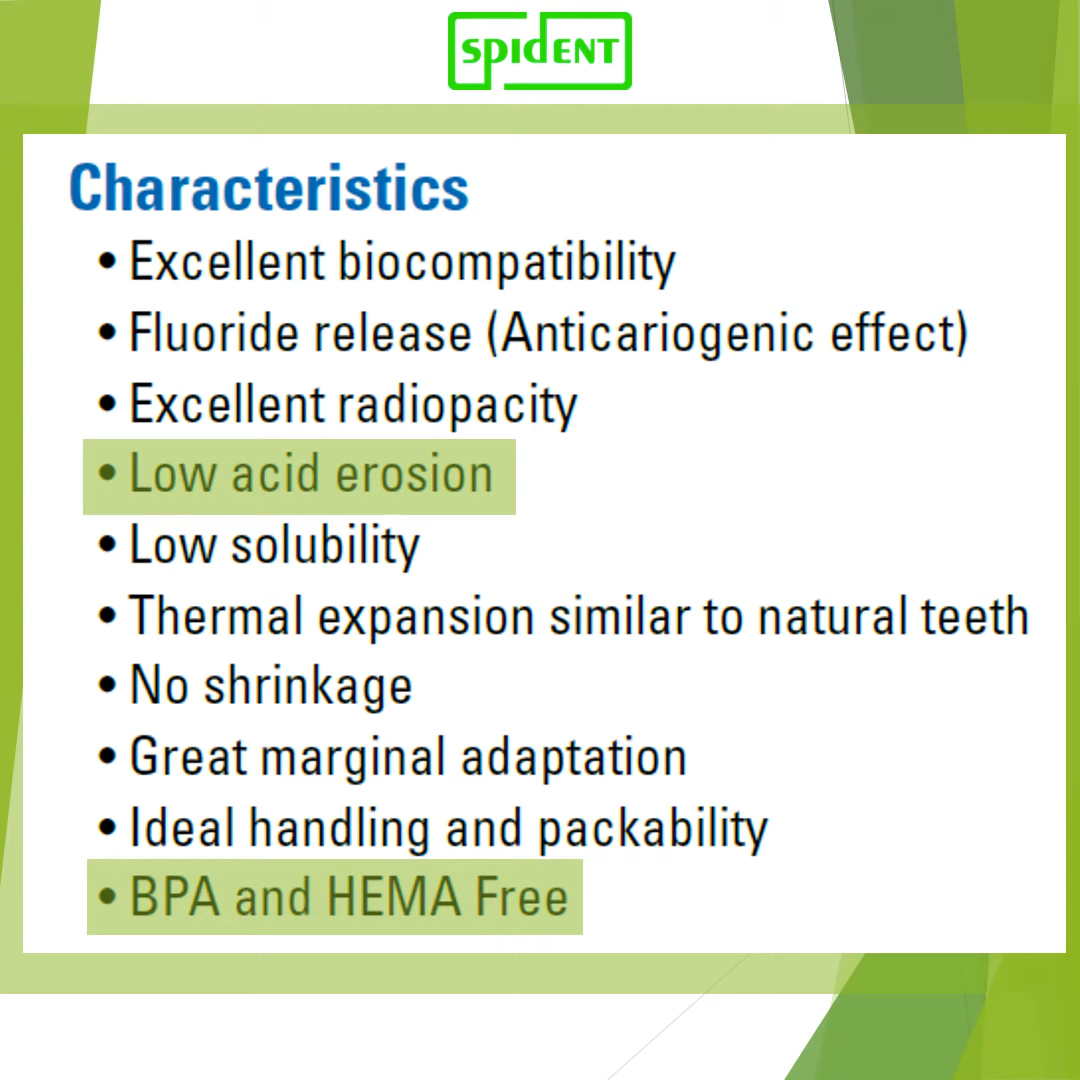 SPIDENT
Characteristics
• Excellent biocompatibility
• Fluoride release (Anticariogenic effect)
• Excellent radiopacity
• Low acid erosion
• Low solubility
• Thermal expansion similar to natural teeth
• No shrinkage
• Great marginal adaptation
• Ideal handling and packability
• BPA and HEMA Free